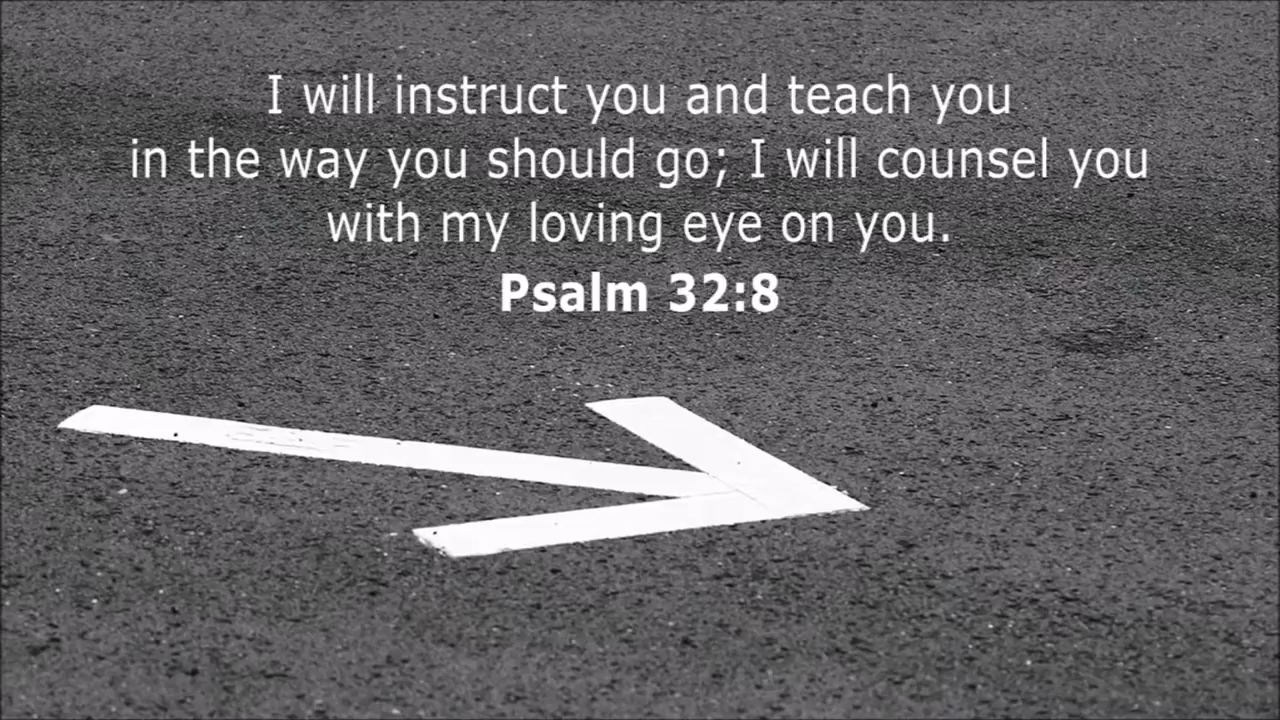 I will instruct you and teach you
in the way you should go; I will counsel you
with my loving eye on you.
Psalm 32:8